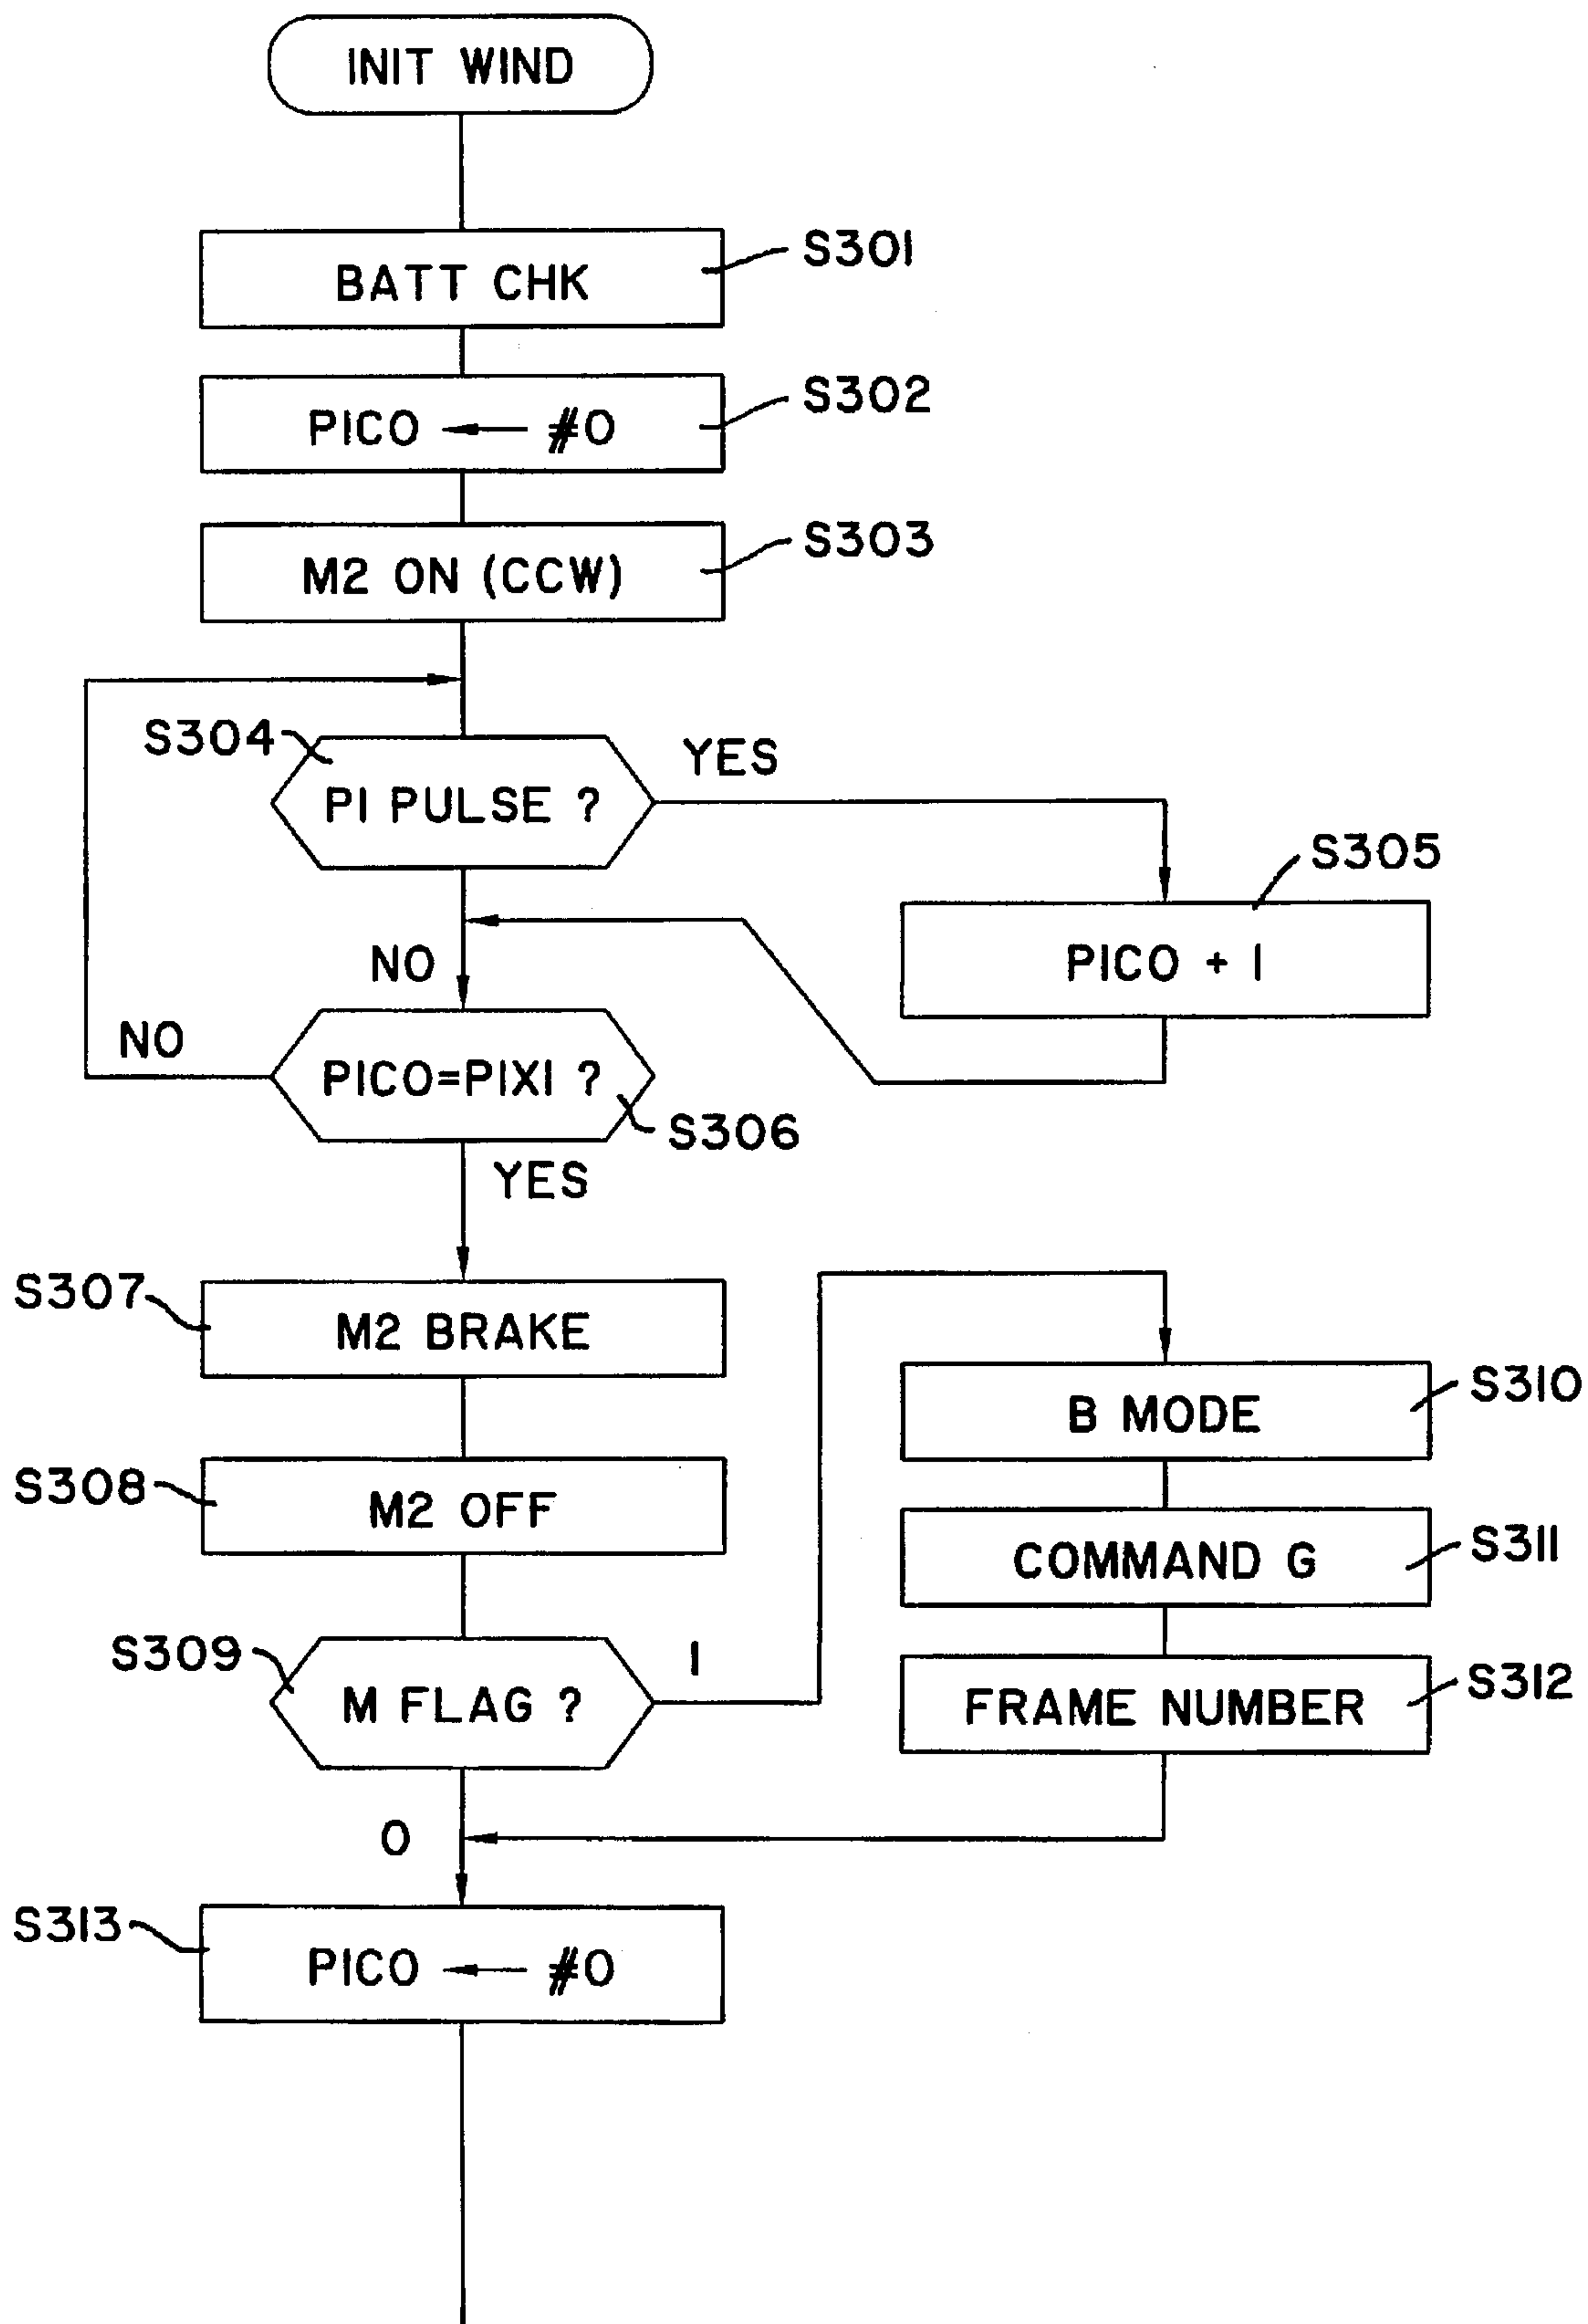 INIT WIND
BATT CHK
S301
PICO ← #0
S302
M2 ON (CCW)
S303
S304
PI PULSE ?
YES
S305
PICO + 1
NO
NO
PICO=PIX1 ?
S306
YES
S307
M2 BRAKE
S308
M2 OFF
S309
M FLAG ?
1
S310
B MODE
S311
COMMAND G
S312
FRAME NUMBER
0
S313
PICO ← #0